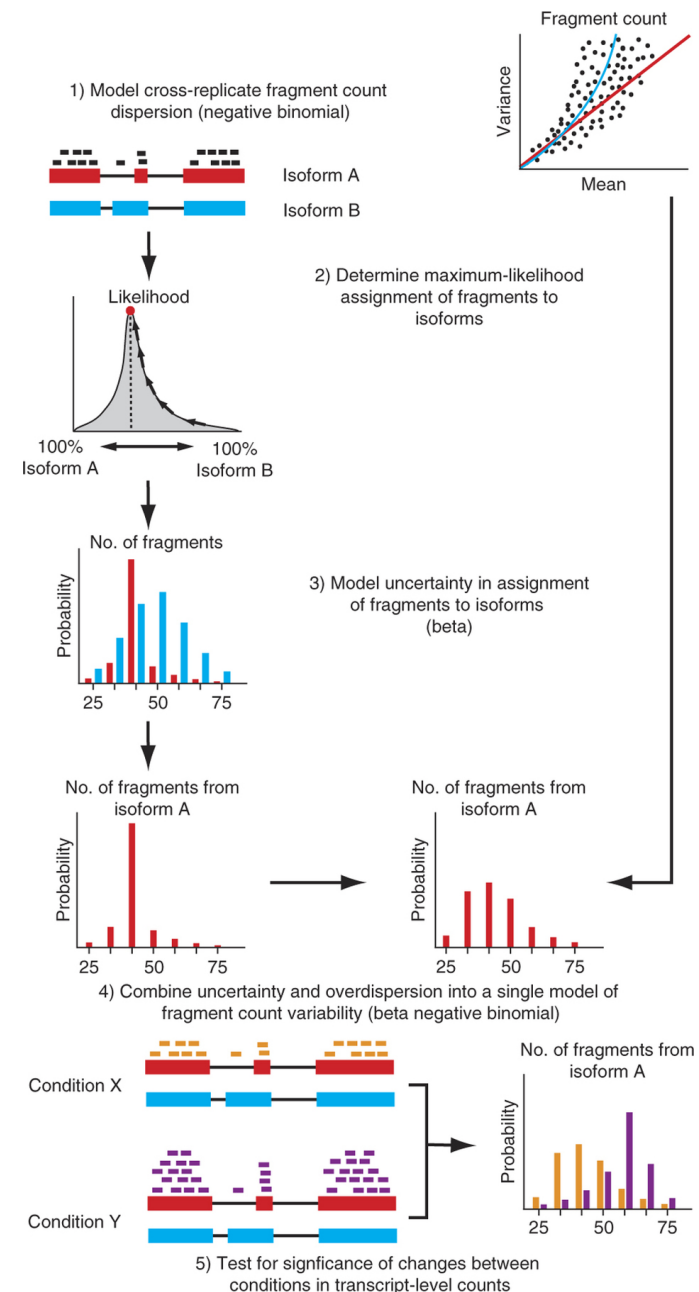 Fragment count
Variance
Mean
1) Model cross-replicate fragment count
dispersion (negative binomial)
Isoform A
Isoform B
2) Determine maximum-likelihood
assignment of fragments to
isoforms
Likelihood
100%
Isoform A
100%
Isoform B
No. of fragments
Probability
25 50 75
3) Model uncertainty in assignment
of fragments to isoforms
(beta)
No. of fragments from
isoform A
Probability
25 50 75
No. of fragments from
isoform A
Probability
25 50 75
4) Combine uncertainty and overdispersion into a single model of
fragment count variability (beta negative binomial)
Condition X
Condition Y
No. of fragments from
isoform A
Probability
25 50 75
5) Test for signficance of changes between
conditions in transcript-level counts